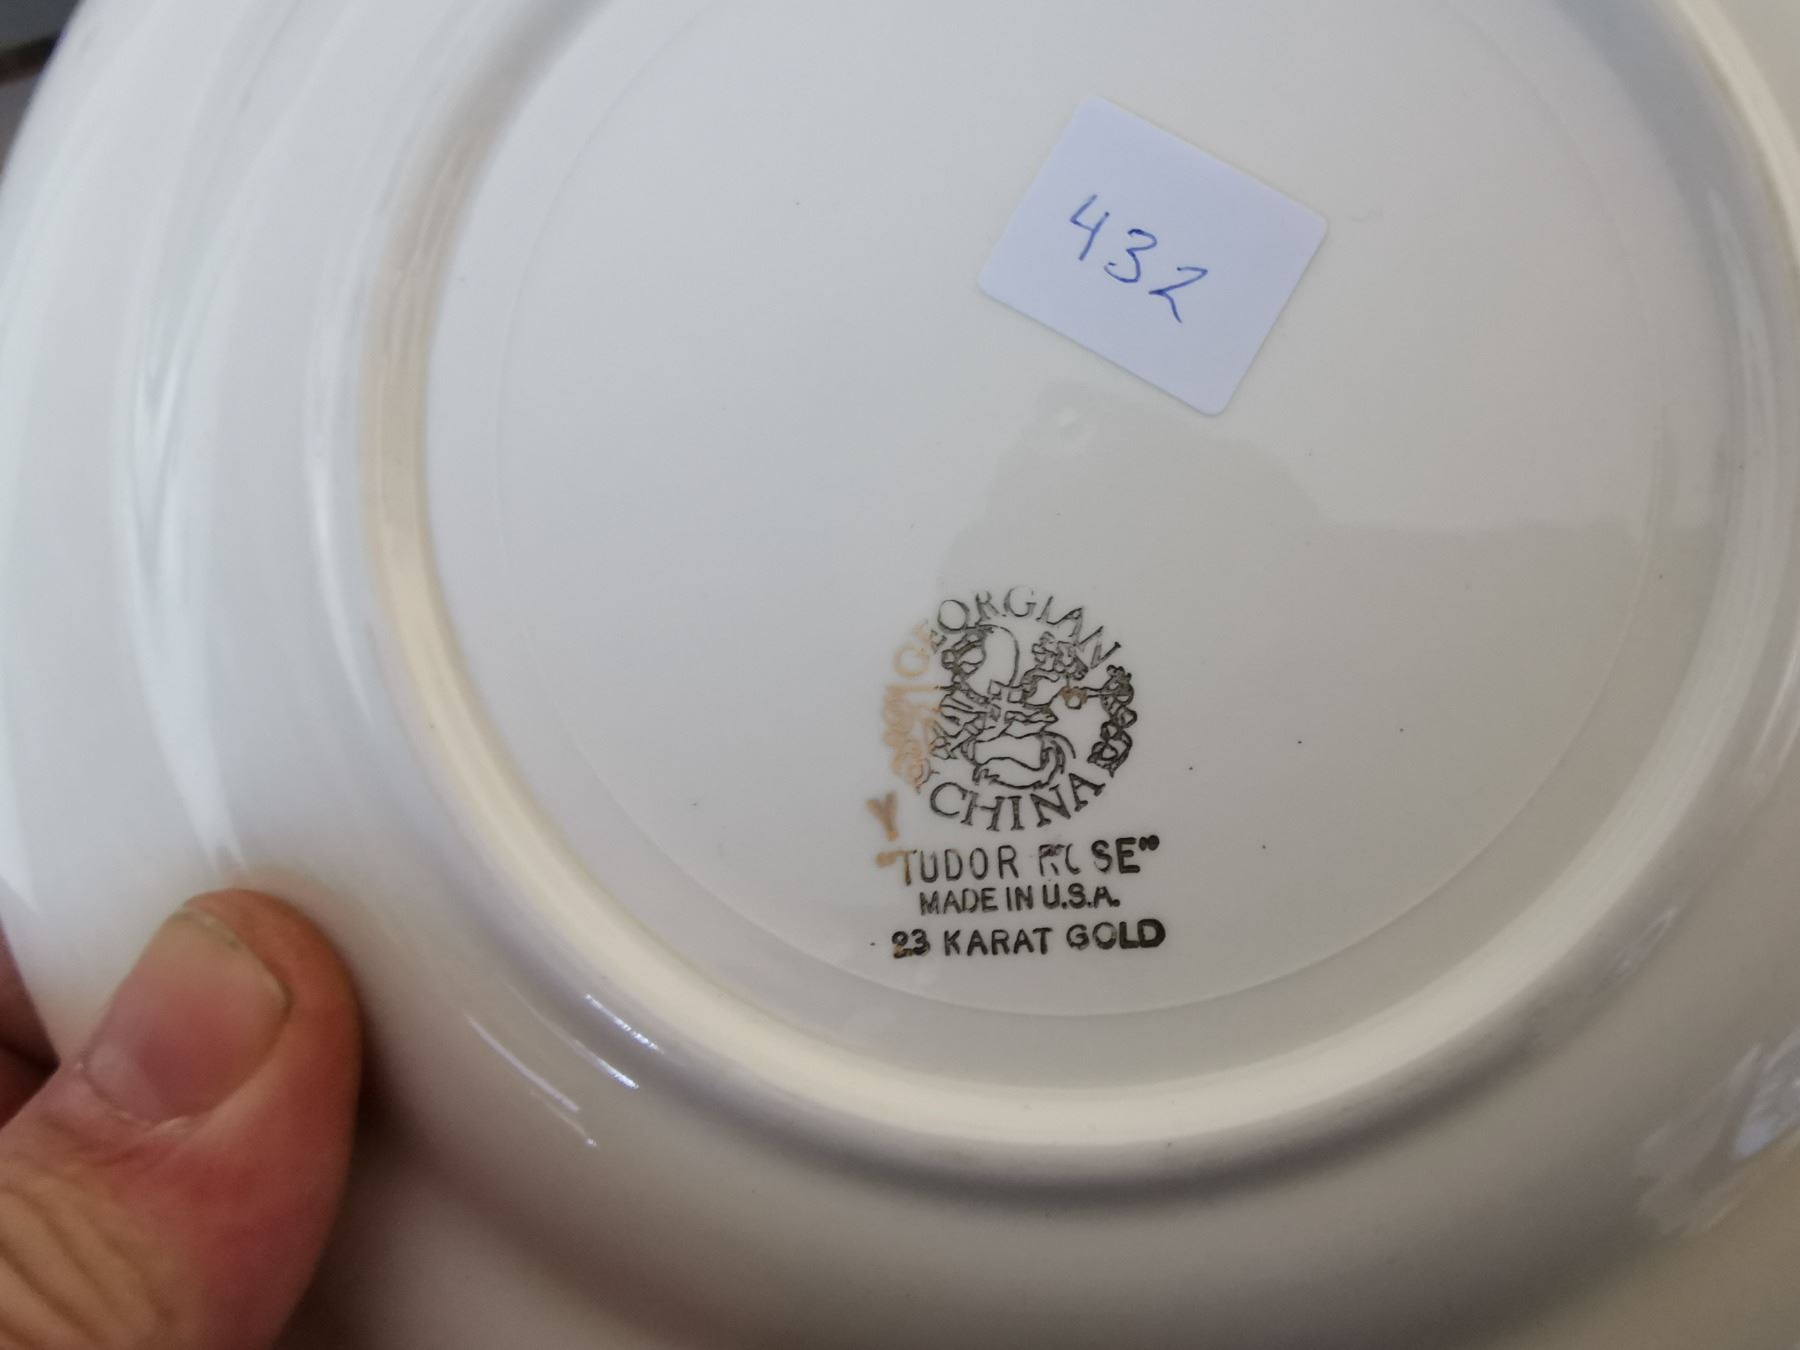 432
GEORGIAN
CHINA
Y
"TUDOR ROSE"
MADE IN U.S.A.
23 KARAT GOLD